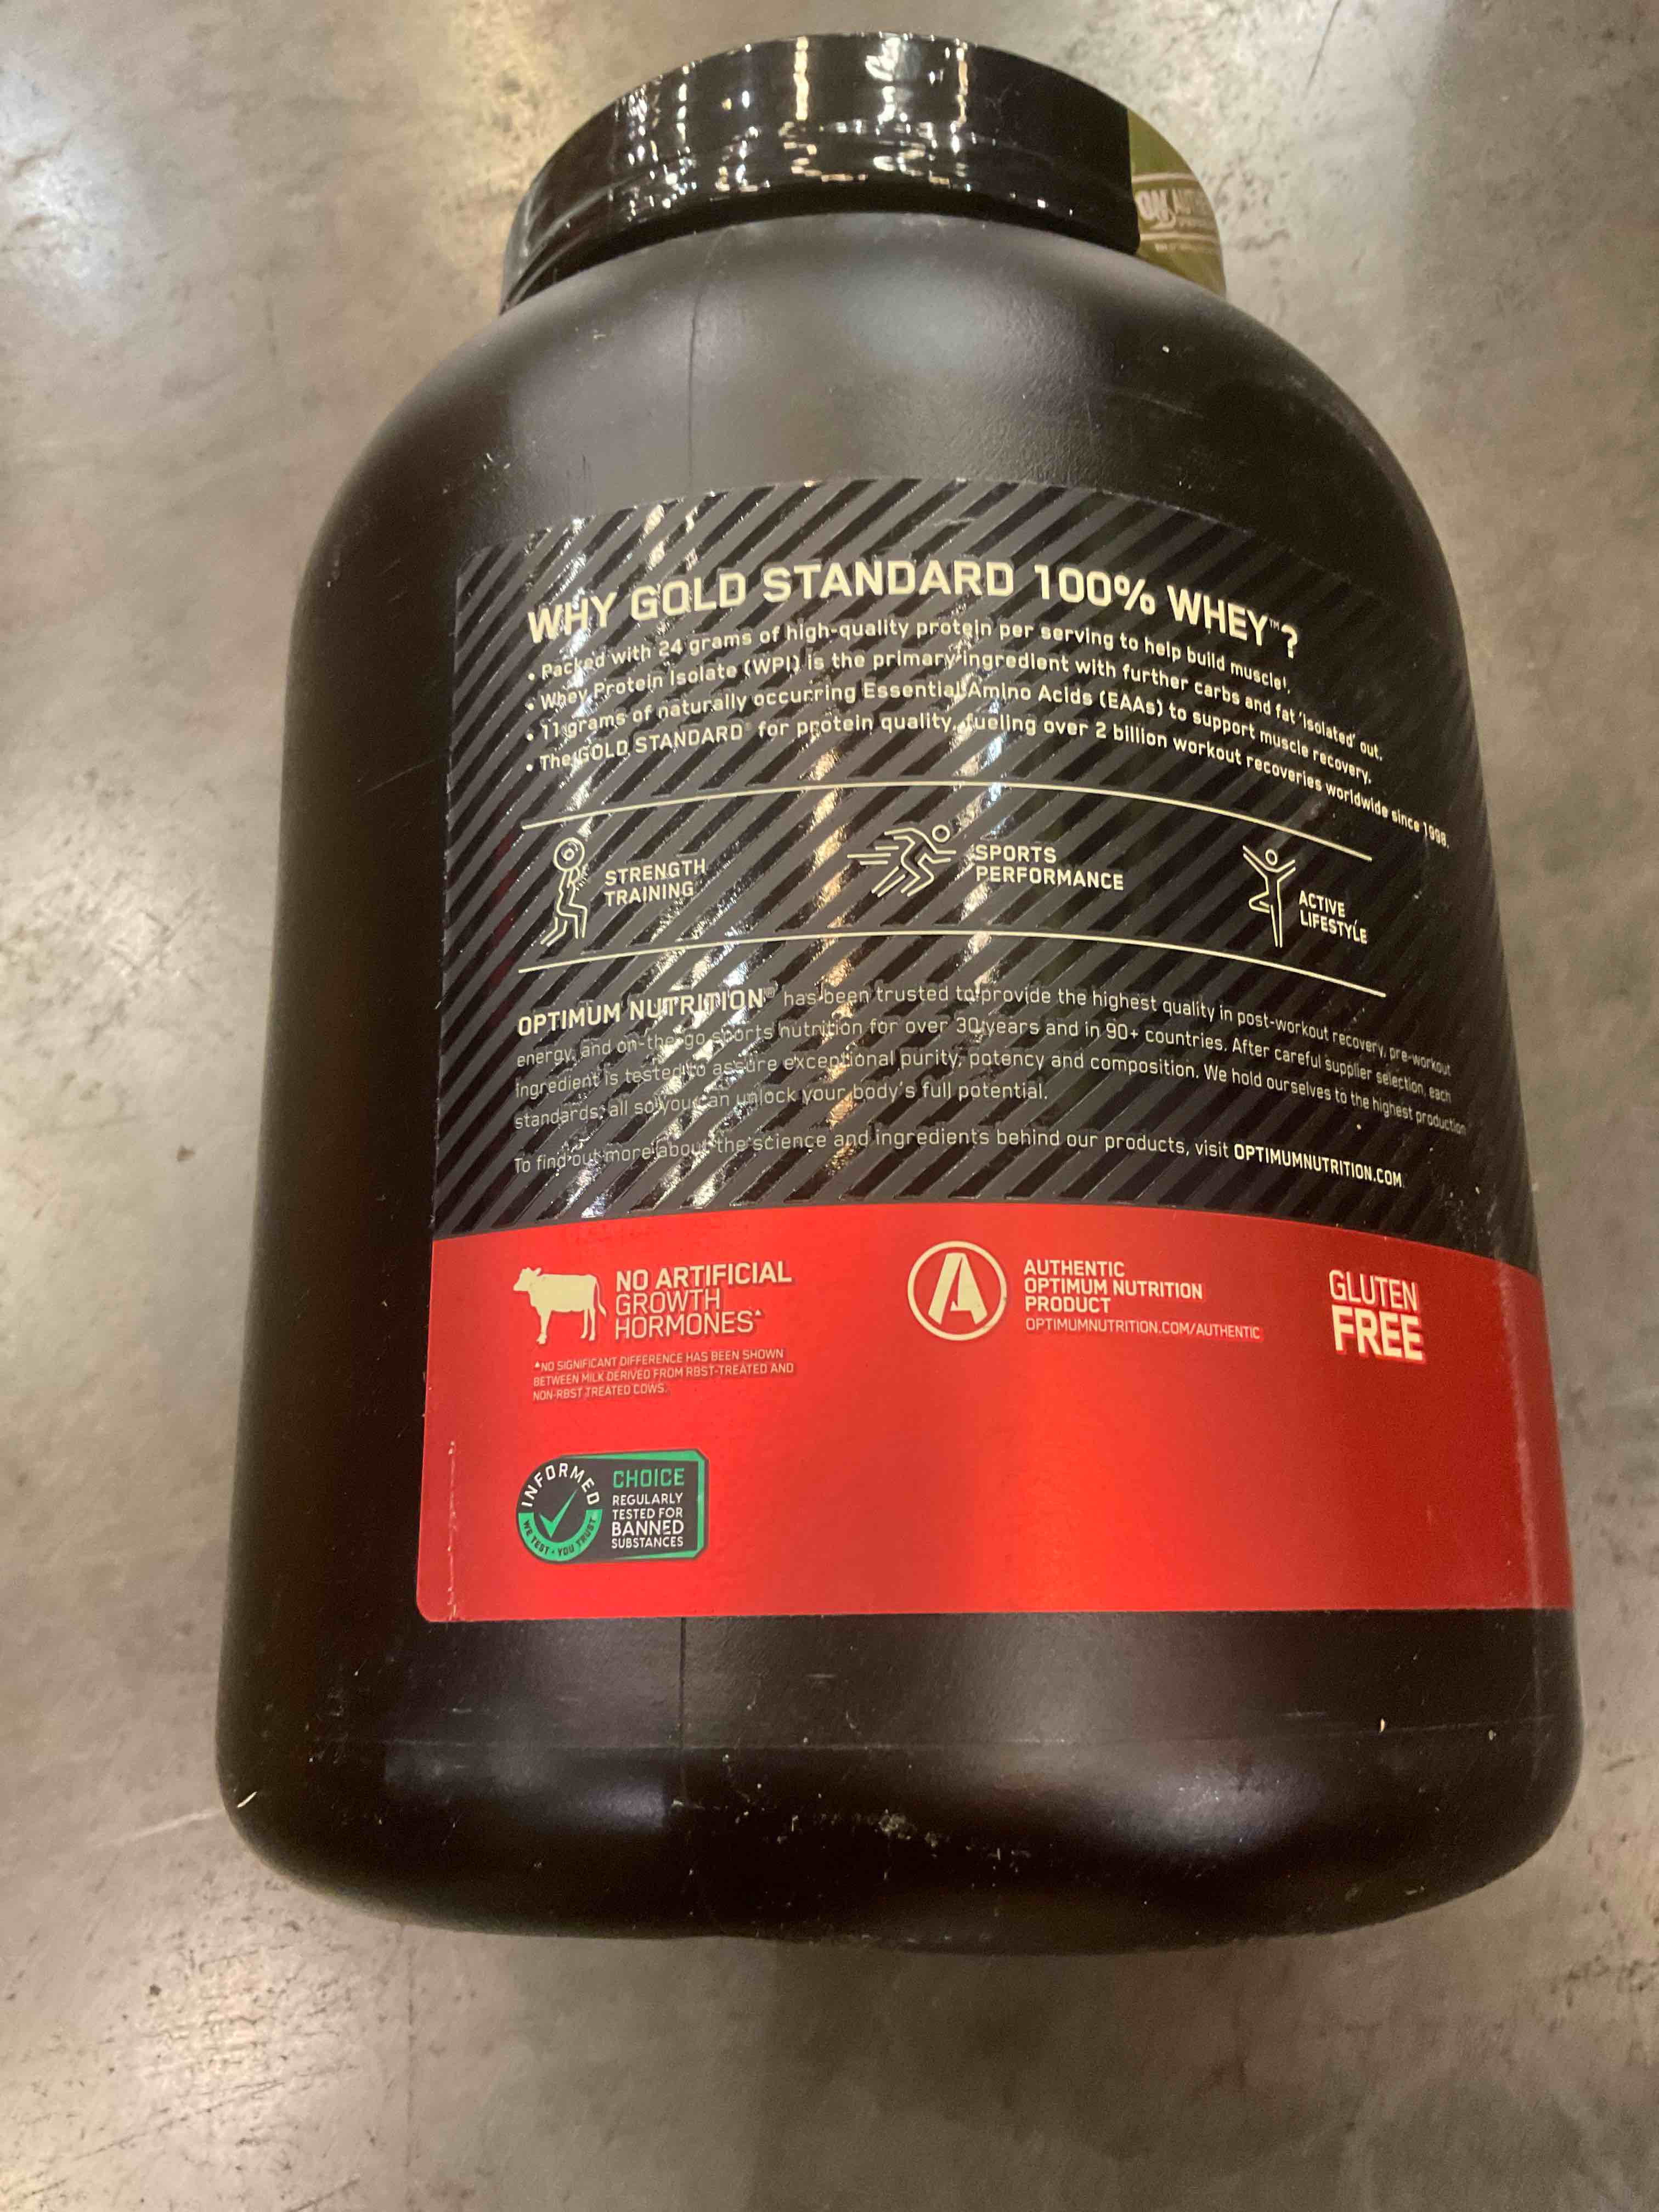 ON AUTH
WHY GOLD STANDARD 100% WHEY™?
• Packed with 24 grams of high-quality protein per serving to help build muscle¹.
• Whey Protein Isolate (WPI) is the primary ingredient with further carbs and fat 'isolated' out.
• 11 grams of naturally occurring Essential Amino Acids (EAAs) to support muscle recovery.
• The GOLD STANDARD® for protein quality, fueling over 2 billion workout recoveries worldwide since 1998.
STRENGTH
TRAINING
SPORTS
PERFORMANCE
ACTIVE
LIFESTYLE
OPTIMUM NUTRITION® has been trusted to provide the highest quality in post-workout recovery, pre-workout
energy, and on-the-go sports nutrition for over 30 years and in 90+ countries. After careful supplier selection, each
ingredient is tested to assure exceptional purity, potency and composition. We hold ourselves to the highest production
standards; all so you can unlock your body's full potential.
To find out more about the science and ingredients behind our products, visit OPTIMUMNUTRITION.COM
NO ARTIFICIAL
GROWTH
HORMONES▲
▲NO SIGNIFICANT DIFFERENCE HAS BEEN SHOWN
BETWEEN MILK DERIVED FROM RBST-TREATED AND
NON-RBST TREATED COWS.
A
AUTHENTIC
OPTIMUM NUTRITION
PRODUCT
OPTIMUMNUTRITION.COM/AUTHENTIC
GLUTEN
FREE
INFORMED
WE TEST • YOU TRUST
CHOICE
REGULARLY
TESTED FOR
BANNED
SUBSTANCES